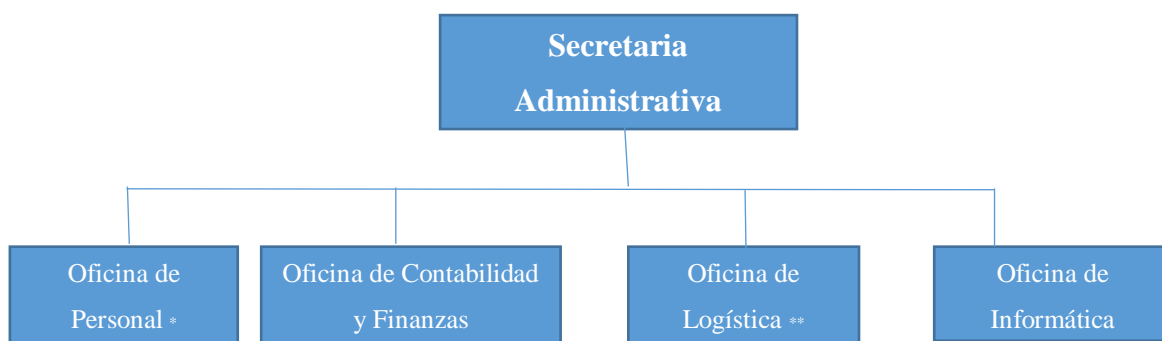 Secretaria
Administrativa
Oficina de
Personal *
Oficina de Contabilidad
y Finanzas
Oficina de
Logística **
Oficina de
Informática